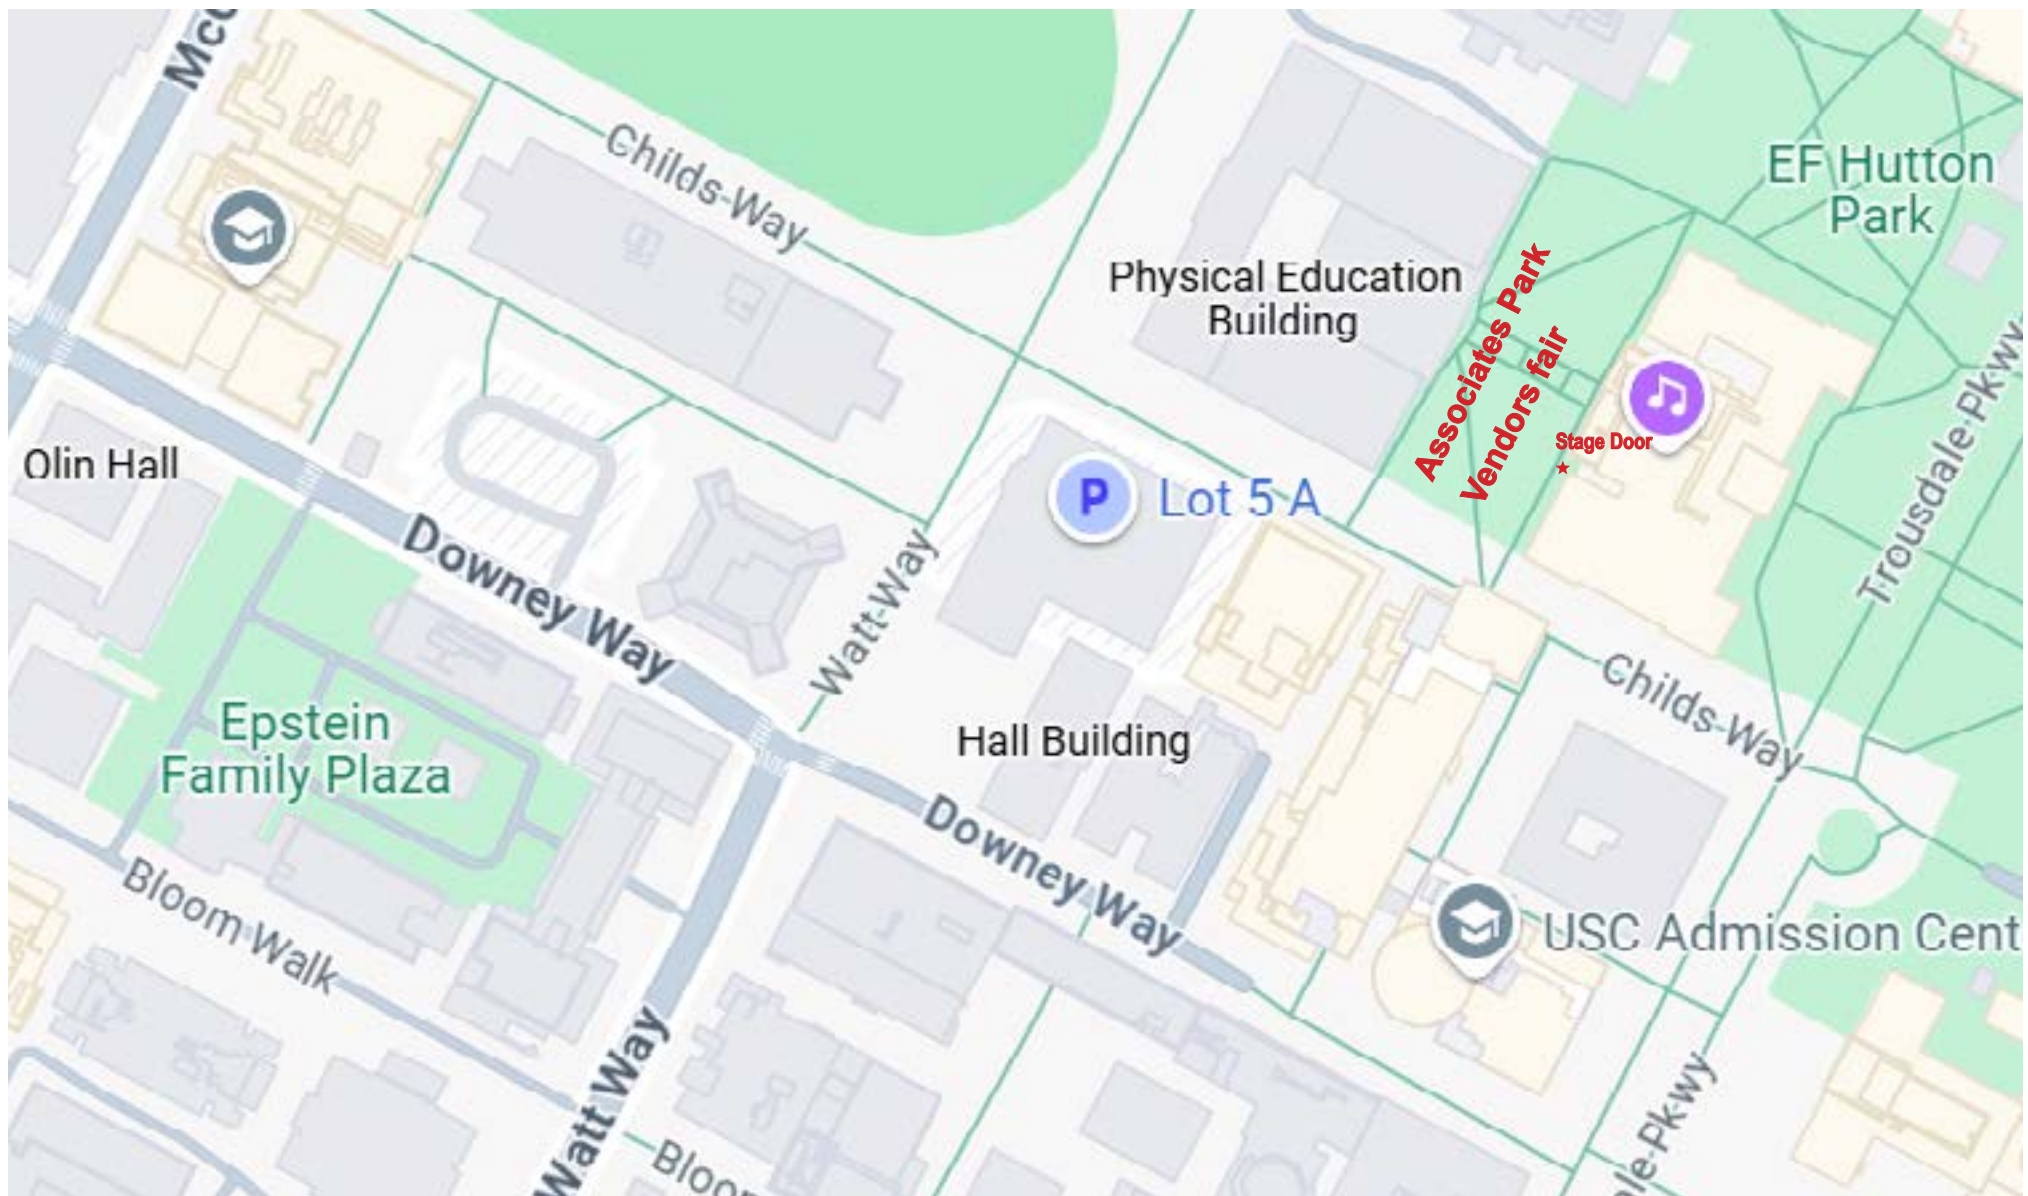 McC
Childs-Way
EF Hutton
Park
Physical Education
Building
Associates Park
Vendors fair
Stage Door
Trousdale-Pkwy
Olin Hall
P
Lot 5 A
Downey Way
Watt-Way
Childs-Way
Epstein
Family Plaza
Hall Building
Downey Way
Bloom-Walk
USC Admission Cent
Watt Way
Bloo
le-Pkwy